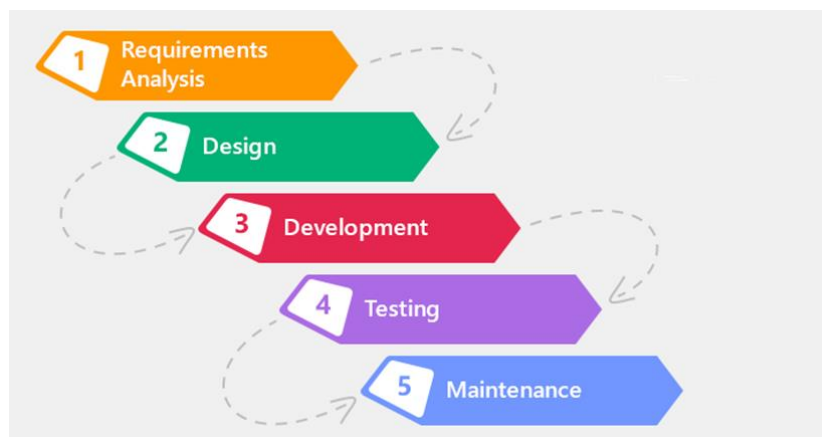 1
Requirements
Analysis
2
Design
3
Development
4
Testing
5
Maintenance